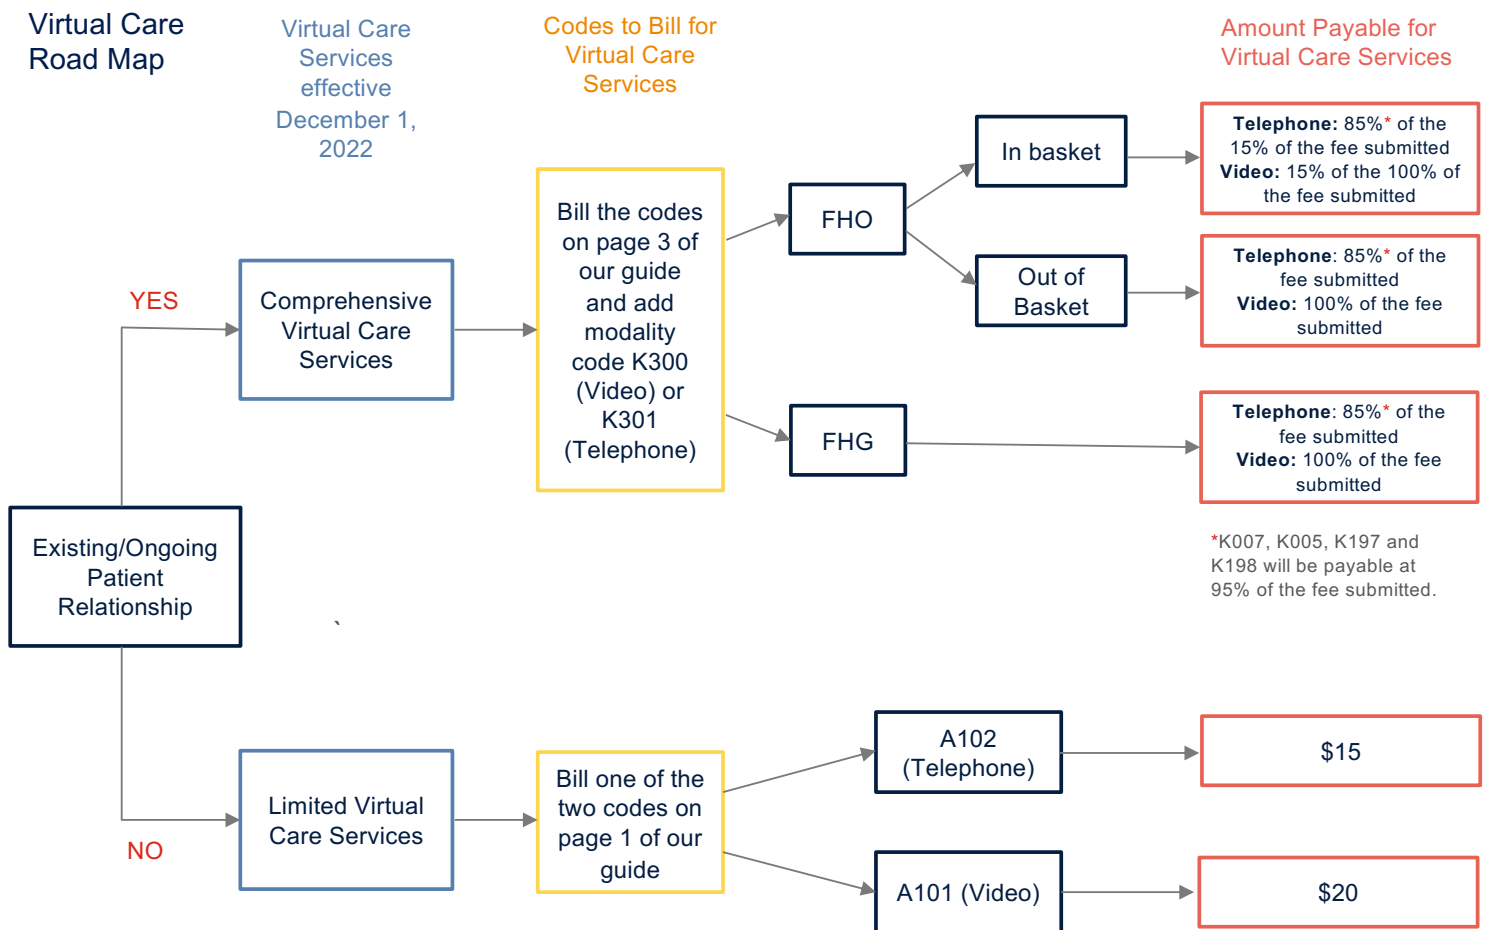 Virtual Care
Road Map
Virtual Care
Services
effective
December 1,
2022
Codes to Bill for
Virtual Care
Services
Amount Payable for
Virtual Care Services
YES
Comprehensive
Virtual Care
Services
Bill the codes
on page 3 of
our guide
and add
modality
code K300
(Video) or
K301
(Telephone)
FHO
In basket
Telephone: 85%* of the
15% of the fee submitted
Video: 15% of the 100% of
the fee submitted
Out of
Basket
Telephone: 85%* of the
fee submitted
Video: 100% of the fee
submitted
FHG
Telephone: 85%* of the
fee submitted
Video: 100% of the fee
submitted
*K007, K005, K197 and
K198 will be payable at
95% of the fee submitted.
Existing/Ongoing
Patient
Relationship
`
NO
Limited Virtual
Care Services
Bill one of the
two codes on
page 1 of our
guide
A102
(Telephone)
$15
A101 (Video)
$20